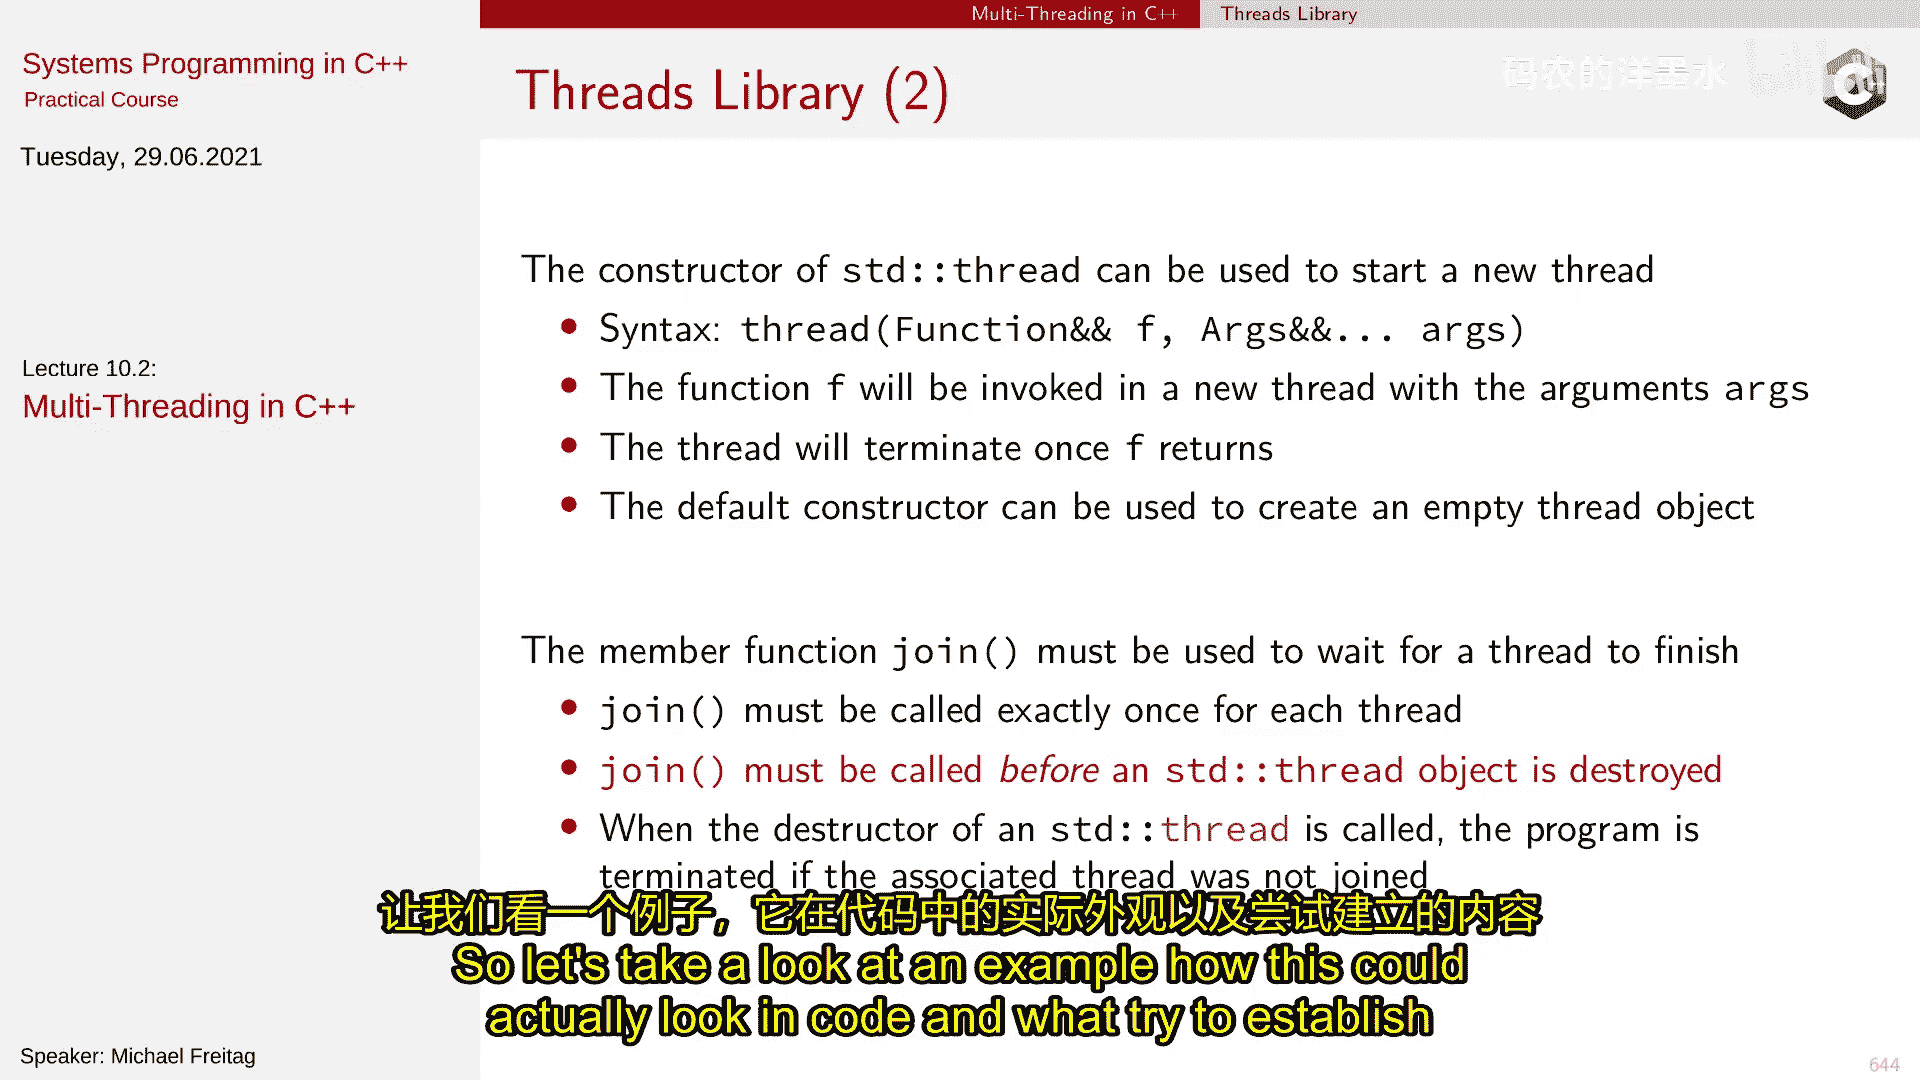 Multi-Threading in C++
Threads Library
Systems Programming in C++
Practical Course
Tuesday, 29.06.2021
Lecture 10.2:
Multi-Threading in C++
Speaker: Michael Freitag
Threads Library (2)
码农的洋墨水
The constructor of std::thread can be used to start a new thread
• Syntax: thread(Function&& f, Args&&... args)
• The function f will be invoked in a new thread with the arguments args
• The thread will terminate once f returns
• The default constructor can be used to create an empty thread object
The member function join() must be used to wait for a thread to finish
• join() must be called exactly once for each thread
• join() must be called before an std::thread object is destroyed
• When the destructor of an std::thread is called, the program is
terminated if the associated thread was not joined
让我们看一个例子，它在代码中的实际外观以及尝试建立的内容
So let's take a look at an example how this could
actually look in code and what try to establish
644